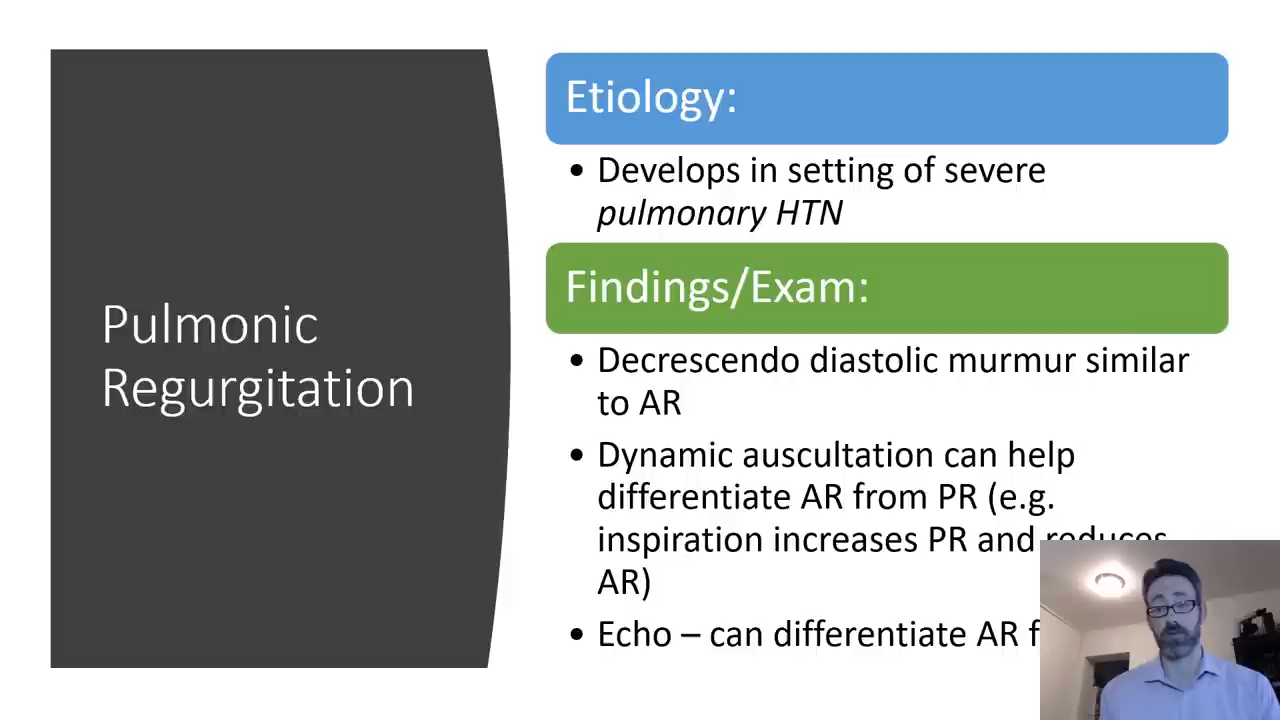 Pulmonic
Regurgitation
Etiology:
• Develops in setting of severe
pulmonary HTN
Findings/Exam:
• Decrescendo diastolic murmur similar
to AR
• Dynamic auscultation can help
differentiate AR from PR (e.g.
inspiration increases PR and reduces
AR)
• Echo – can differentiate AR